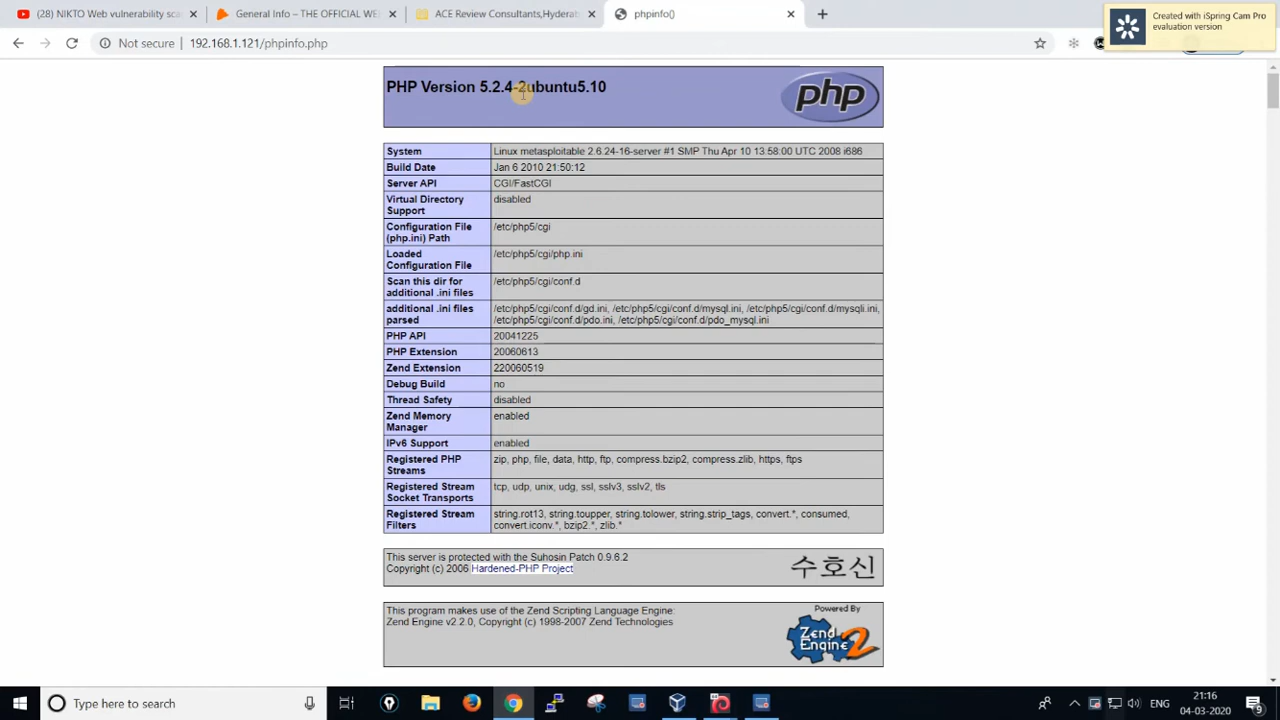 (28) NIKTO Web vulnerability sca
General Info – THE OFFICIAL WE
ACE Review Consultants,Hyderab
phpinfo()
Created with iSpring Cam Pro
evaluation version
Not secure
192.168.1.121/phpinfo.php
PHP Version 5.2.4-2ubuntu5.10
php
System
Linux metasploitable 2.6.24-16-server #1 SMP Thu Apr 10 13:58:00 UTC 2008 i686
Build Date
Jan 6 2010 21:50:12
Server API
CGI/FastCGI
Virtual Directory
Support
disabled
Configuration File
(php.ini) Path
/etc/php5/cgi
Loaded
Configuration File
/etc/php5/cgi/php.ini
Scan this dir for
additional .ini files
/etc/php5/cgi/conf.d
additional .ini files
parsed
/etc/php5/cgi/conf.d/gd.ini, /etc/php5/cgi/conf.d/mysql.ini, /etc/php5/cgi/conf.d/mysqli.ini,
/etc/php5/cgi/conf.d/pdo.ini, /etc/php5/cgi/conf.d/pdo_mysql.ini
PHP API
20041225
PHP Extension
20060613
Zend Extension
220060519
Debug Build
no
Thread Safety
disabled
Zend Memory
Manager
enabled
IPv6 Support
enabled
Registered PHP
Streams
zip, php, file, data, http, ftp, compress.bzip2, compress.zlib, https, ftps
Registered Stream
Socket Transports
tcp, udp, unix, udg, ssl, sslv3, sslv2, tls
Registered Stream
Filters
string.rot13, string.toupper, string.tolower, string.strip_tags, convert.*, consumed,
convert.iconv.*, bzip2.*, zlib.*
This server is protected with the Suhosin Patch 0.9.6.2
Copyright (c) 2006 Hardened-PHP Project
수호신
This program makes use of the Zend Scripting Language Engine:
Zend Engine v2.2.0, Copyright (c) 1998-2007 Zend Technologies
Powered By
Zend
Engine 2
Type here to search
ENG
21:16
04-03-2020
9